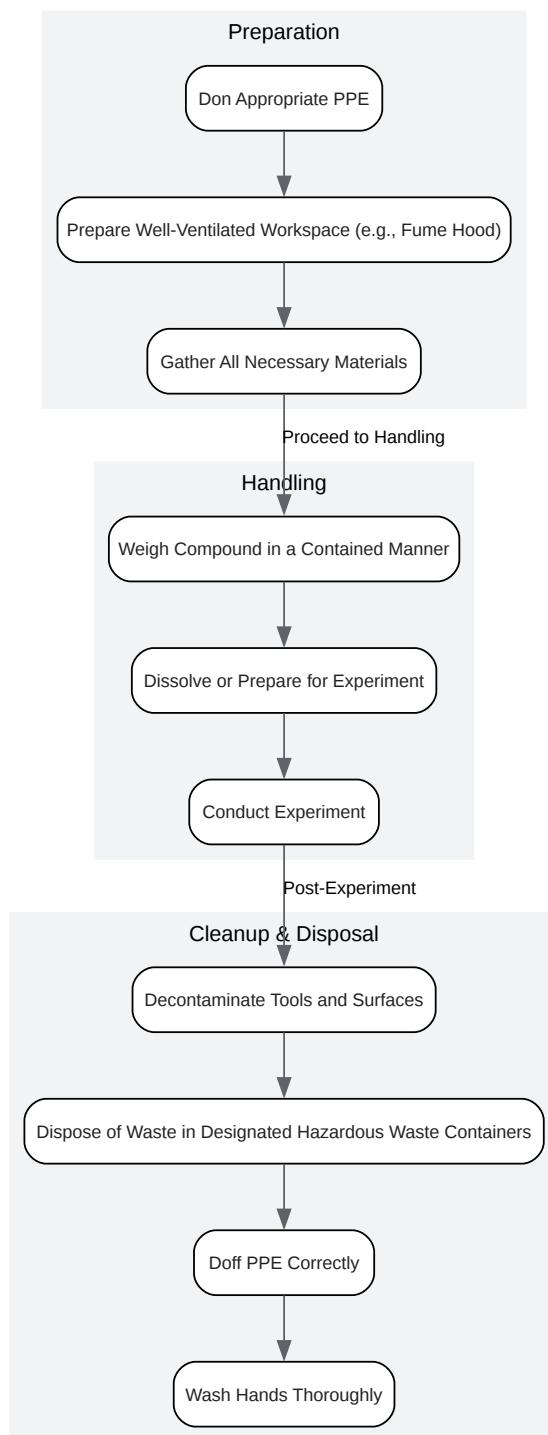 Preparation
Don Appropriate PPE
Prepare Well-Ventilated Workspace (e.g., Fume Hood)
Gather All Necessary Materials
Proceed to Handling
Handling
Weigh Compound in a Contained Manner
Dissolve or Prepare for Experiment
Conduct Experiment
Post-Experiment
Cleanup & Disposal
Decontaminate Tools and Surfaces
Dispose of Waste in Designated Hazardous Waste Containers
Doff PPE Correctly
Wash Hands Thoroughly